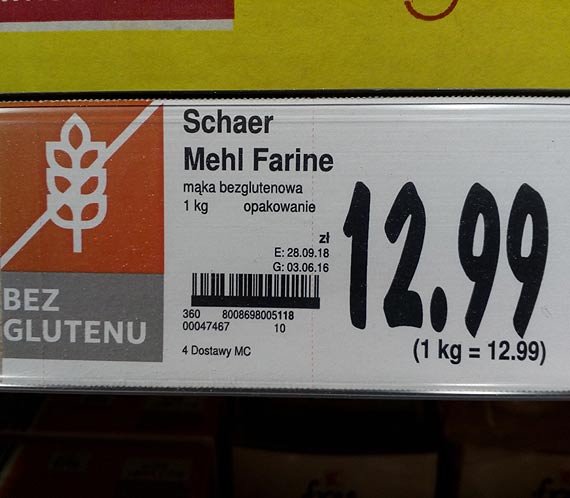 Schaer
Mehl Farine
mąka bezglutenowa
1 kg opakowanie
zł
E: 28.09.18
G: 03.06.16
12.99
(1 kg = 12.99)
360 8008698005118
00047467 10
4 Dostawy MC
BEZ
GLUTENU